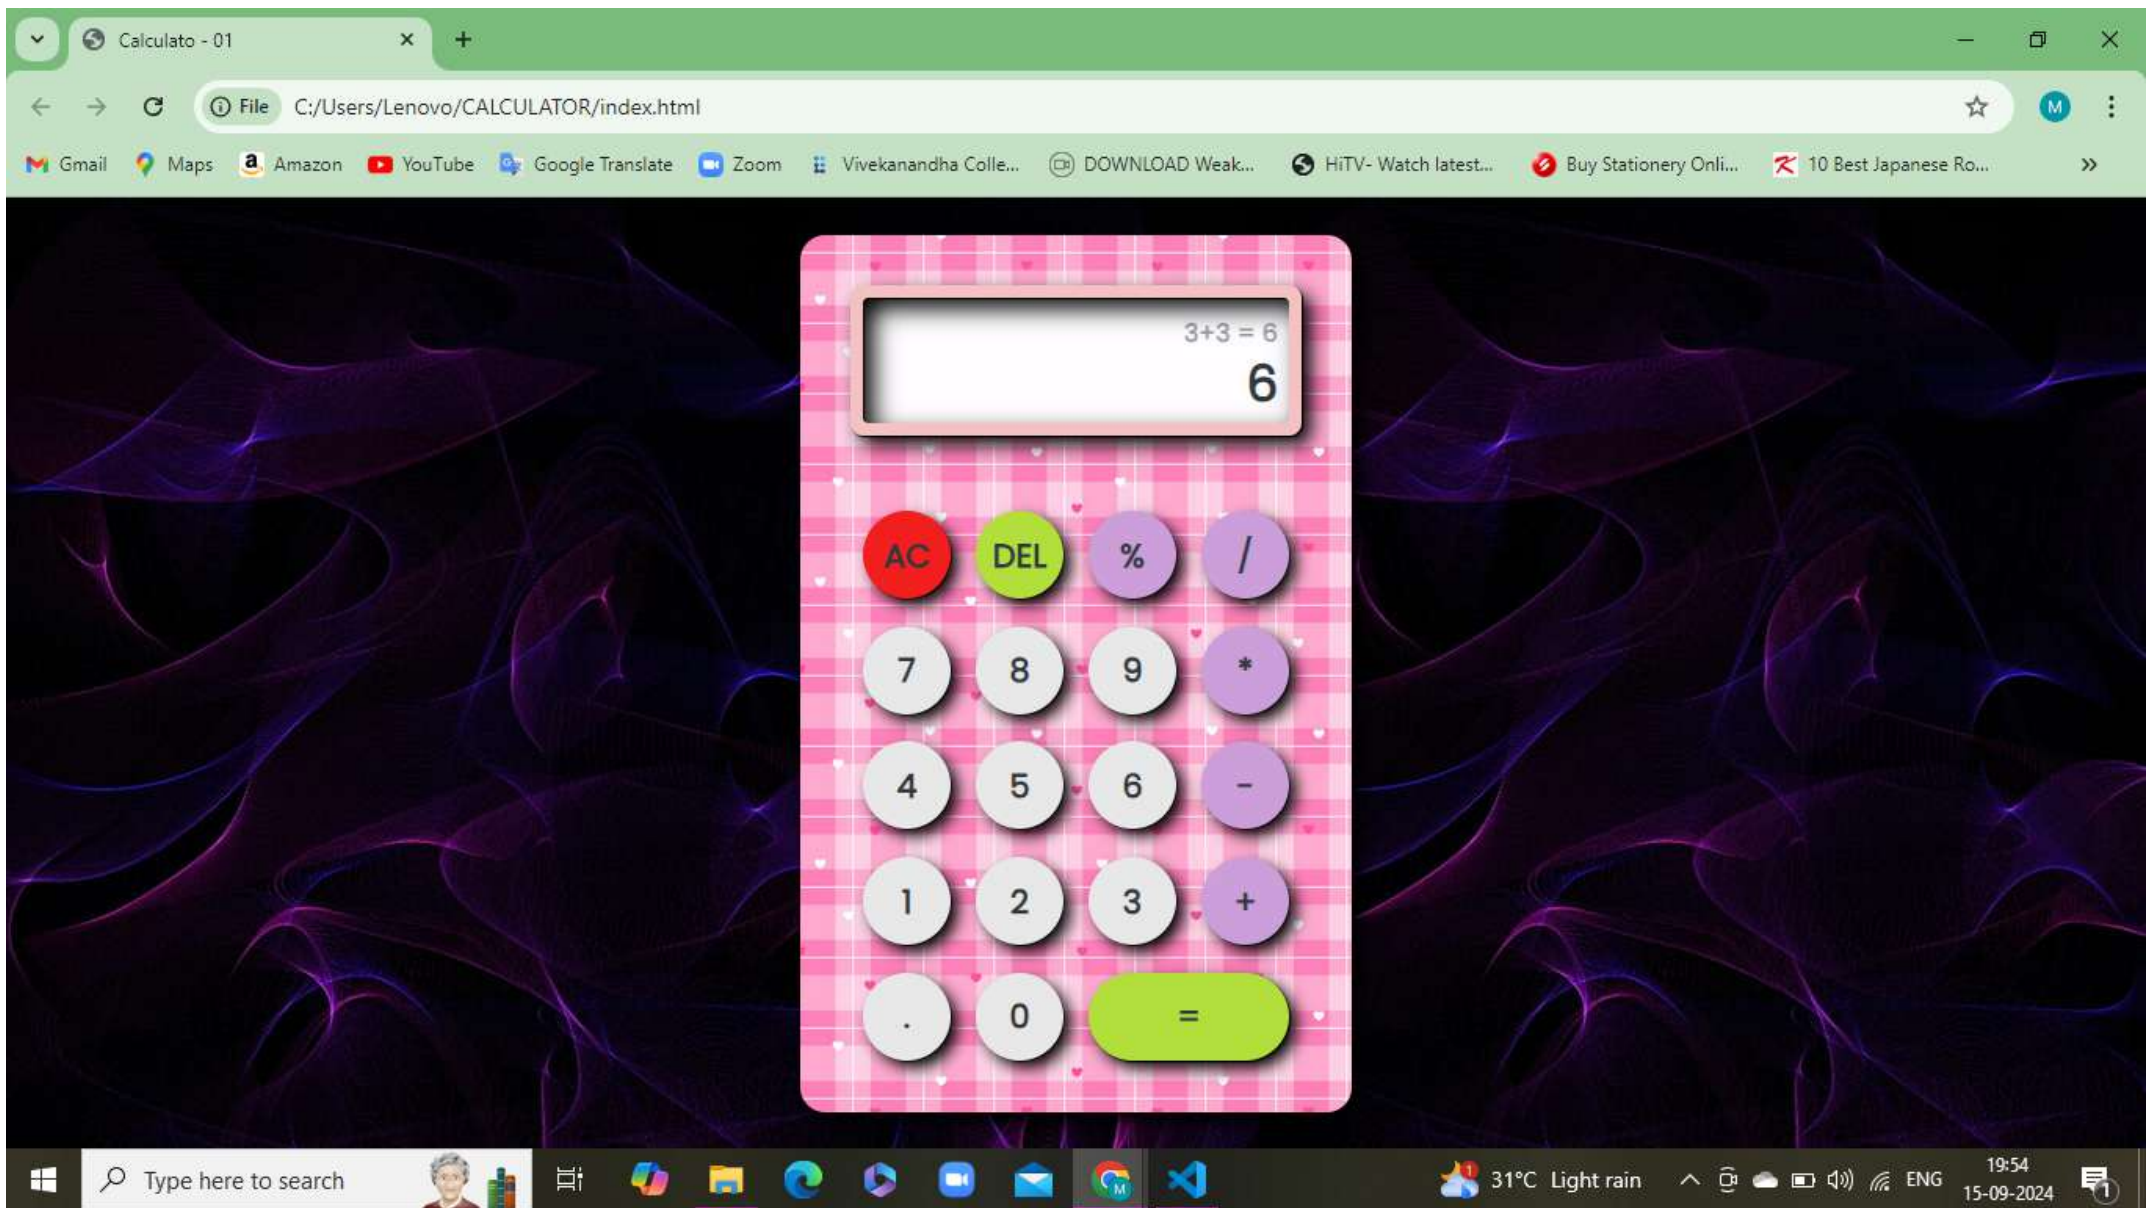 Calculato - 01
File C:/Users/Lenovo/CALCULATOR/index.html M
Gmail Maps Amazon YouTube Google Translate Zoom Vivekanandha Colle... DOWNLOAD Weak... HiTV- Watch latest... Buy Stationery Onli... 10 Best Japanese Ro... »
3+3 = 6
6
AC DEL % /
7 8 9 *
4 5 6 -
1 2 3 +
. 0 =
Type here to search 1 31°C Light rain ENG 19:54
15-09-2024 1